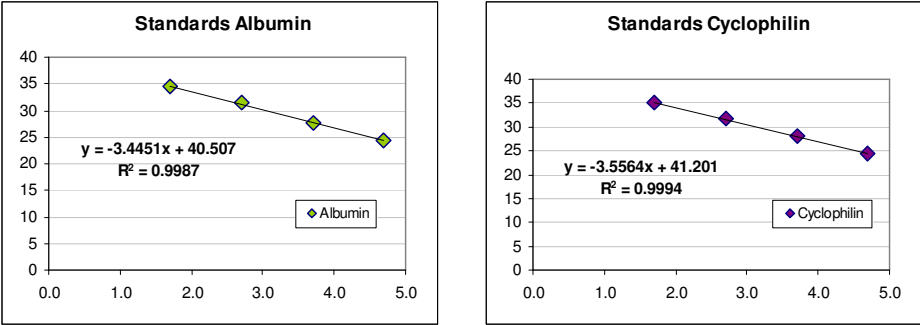 Standards Albumin
40
35
30
25
20
15
10
5
0
y = -3.4451x + 40.507
R² = 0.9987
Albumin
0.0 1.0 2.0 3.0 4.0 5.0
Standards Cyclophilin
40
35
30
25
20
15
10
5
0
y = -3.5564x + 41.201
R² = 0.9994
Cyclophilin
0.0 1.0 2.0 3.0 4.0 5.0